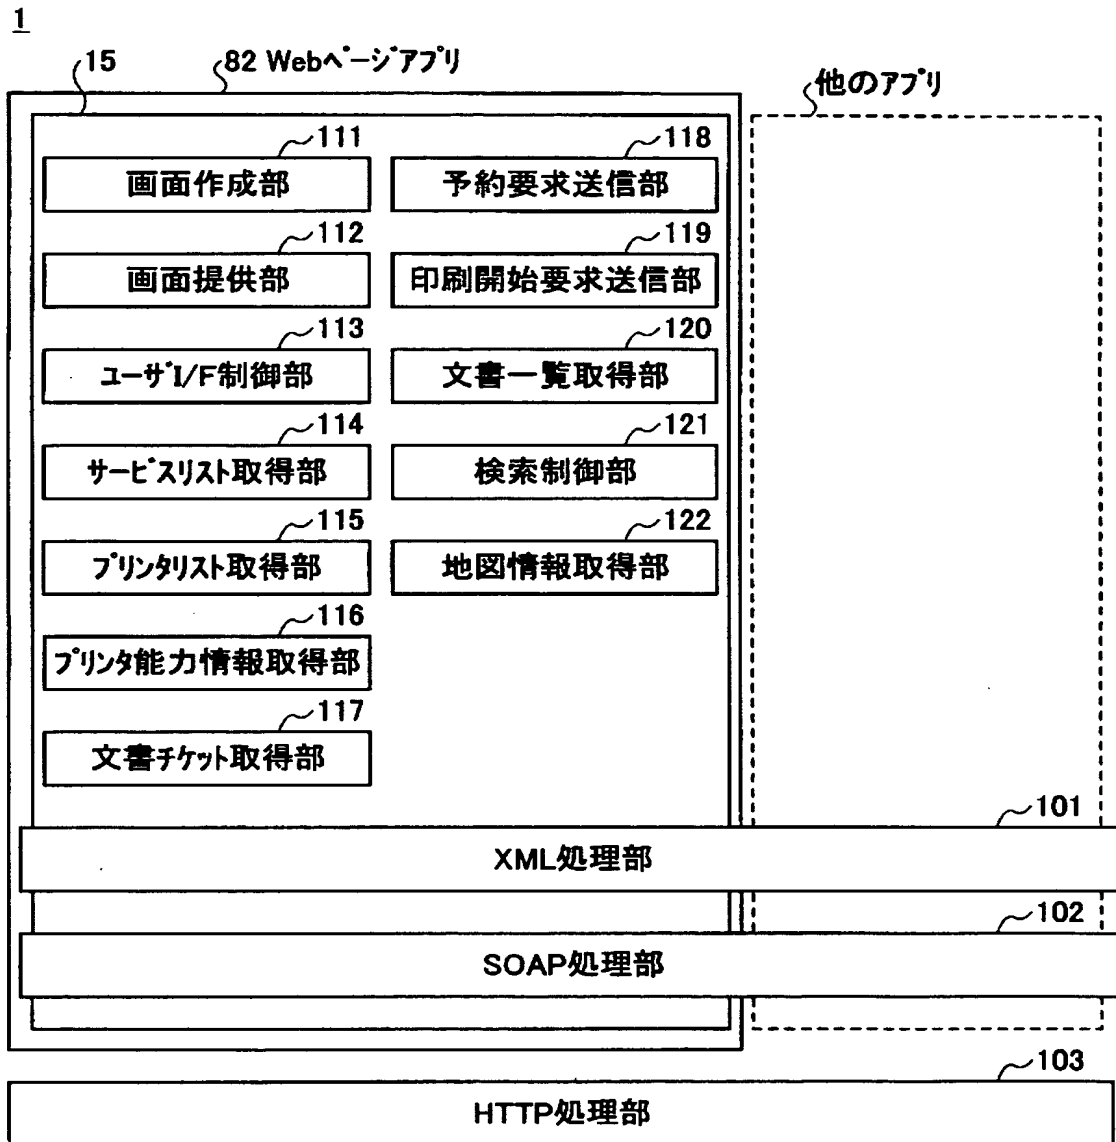 1
15
82 Webページアプリ
他のアプリ
111
画面作成部
118
予約要求送信部
112
画面提供部
119
印刷開始要求送信部
113
ユーザI/F制御部
120
文書一覧取得部
114
サービスリスト取得部
121
検索制御部
115
プリンタリスト取得部
122
地図情報取得部
116
プリンタ能力情報取得部
117
文書チケット取得部
101
XML処理部
102
SOAP処理部
103
HTTP処理部